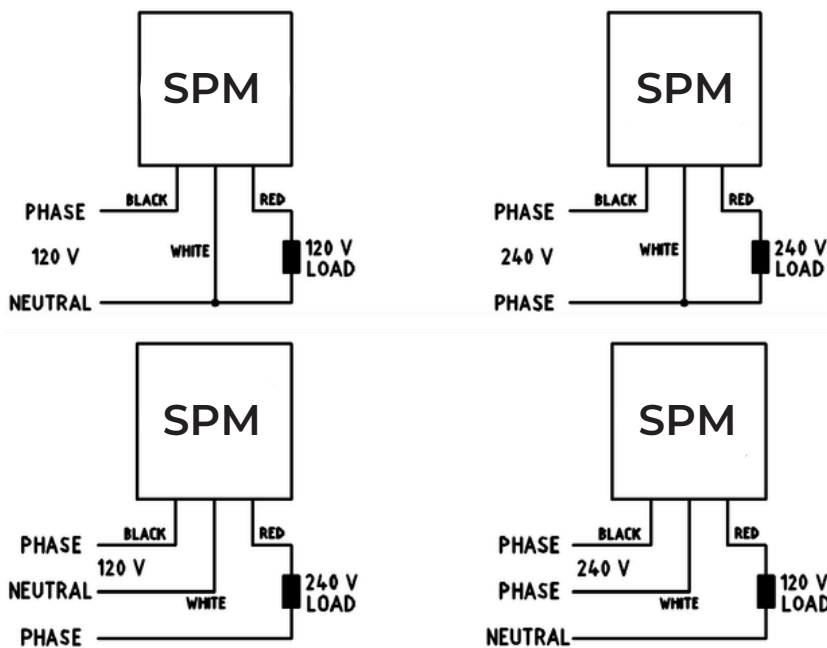 SPM
BLACK
RED
PHASE
120 V
WHITE
120 V
LOAD
NEUTRAL
SPM
BLACK
RED
PHASE
240 V
WHITE
240 V
LOAD
PHASE
SPM
BLACK
RED
PHASE
120 V
NEUTRAL
WHITE
240 V
LOAD
PHASE
SPM
BLACK
RED
PHASE
240 V
PHASE
WHITE
120 V
LOAD
NEUTRAL